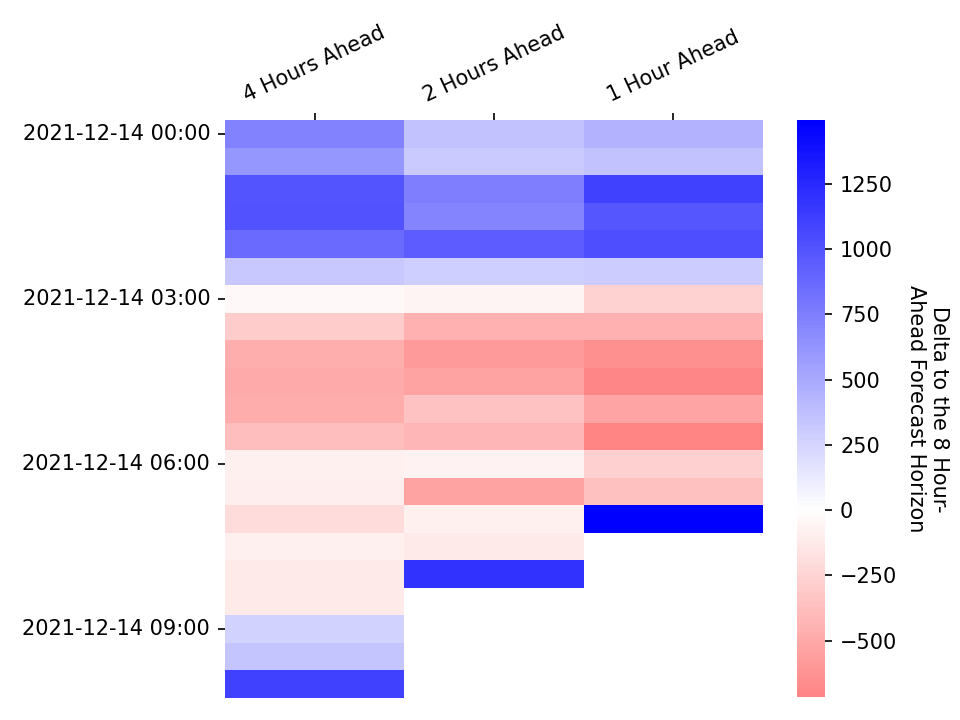 4 Hours Ahead
2 Hours Ahead
1 Hour Ahead
2021-12-14 00:00
2021-12-14 03:00
2021-12-14 06:00
2021-12-14 09:00
1250
1000
750
500
250
0
−250
−500
Delta to the 8 Hour-
Ahead Forecast Horizon